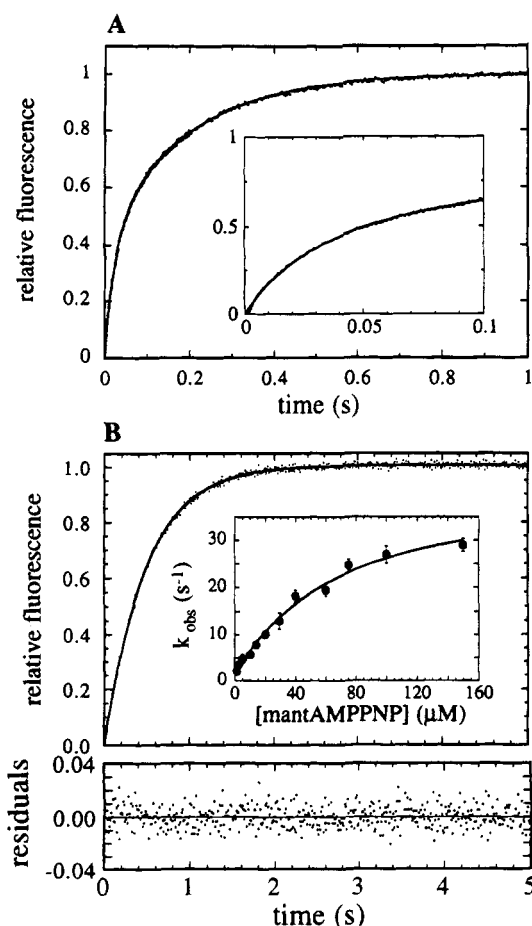 A
relative fluorescence
1
0.8
0.6
0.4
0.2
0
1
0.5
0
0 0.05 0.1
0 0.2 0.4 0.6 0.8 1
time (s)
B
relative fluorescence
1.0
0.8
0.6
0.4
0.2
0.0
k obs (s-1)
30
20
10
0
0 40 80 120 160
[mantAMPPNP] (μM)
residuals
0.04
0.00
-0.04
0 1 2 3 4 5
time (s)